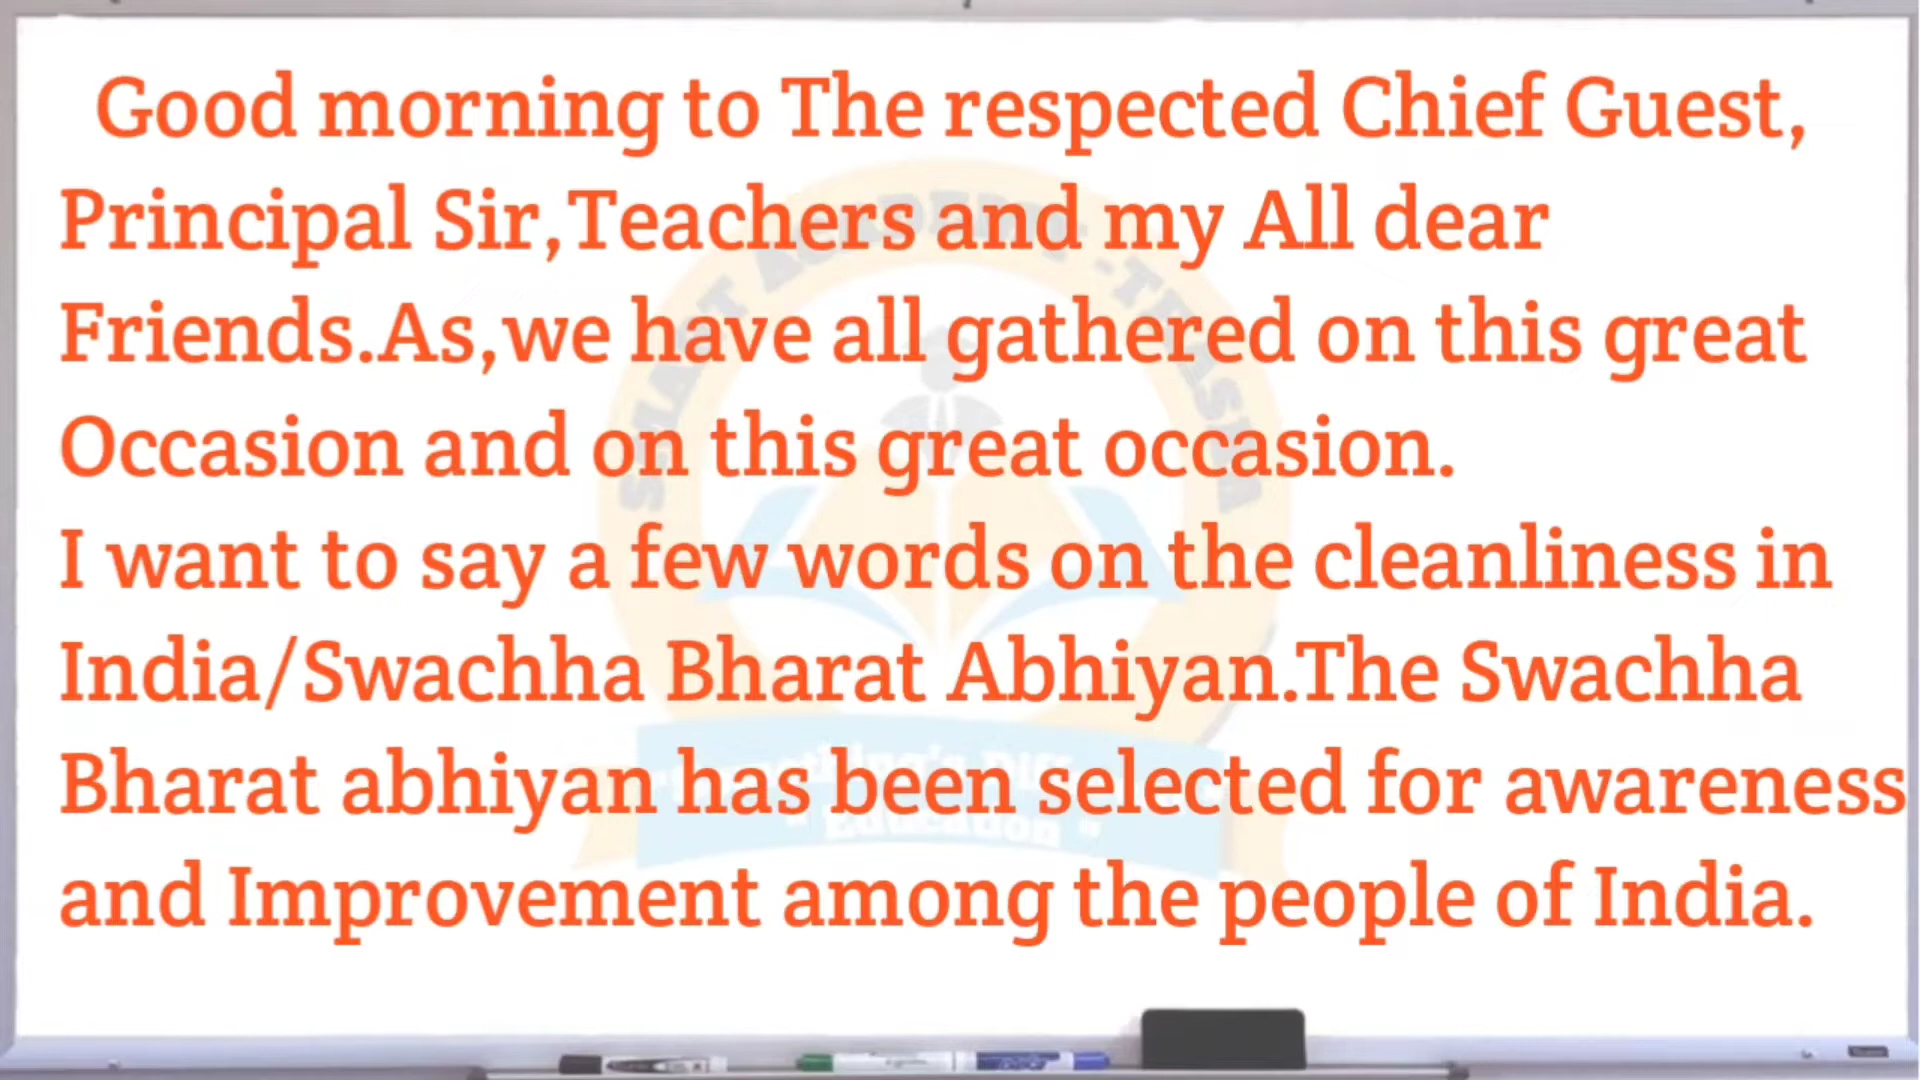 Good morning to The respected Chief Guest,
Principal Sir,Teachers and my All dear
Friends.As,we have all gathered on this great
Occasion and on this great occasion.
I want to say a few words on the cleanliness in
India/Swachha Bharat Abhiyan.The Swachha
Bharat abhiyan has been selected for awareness
and Improvement among the people of India.